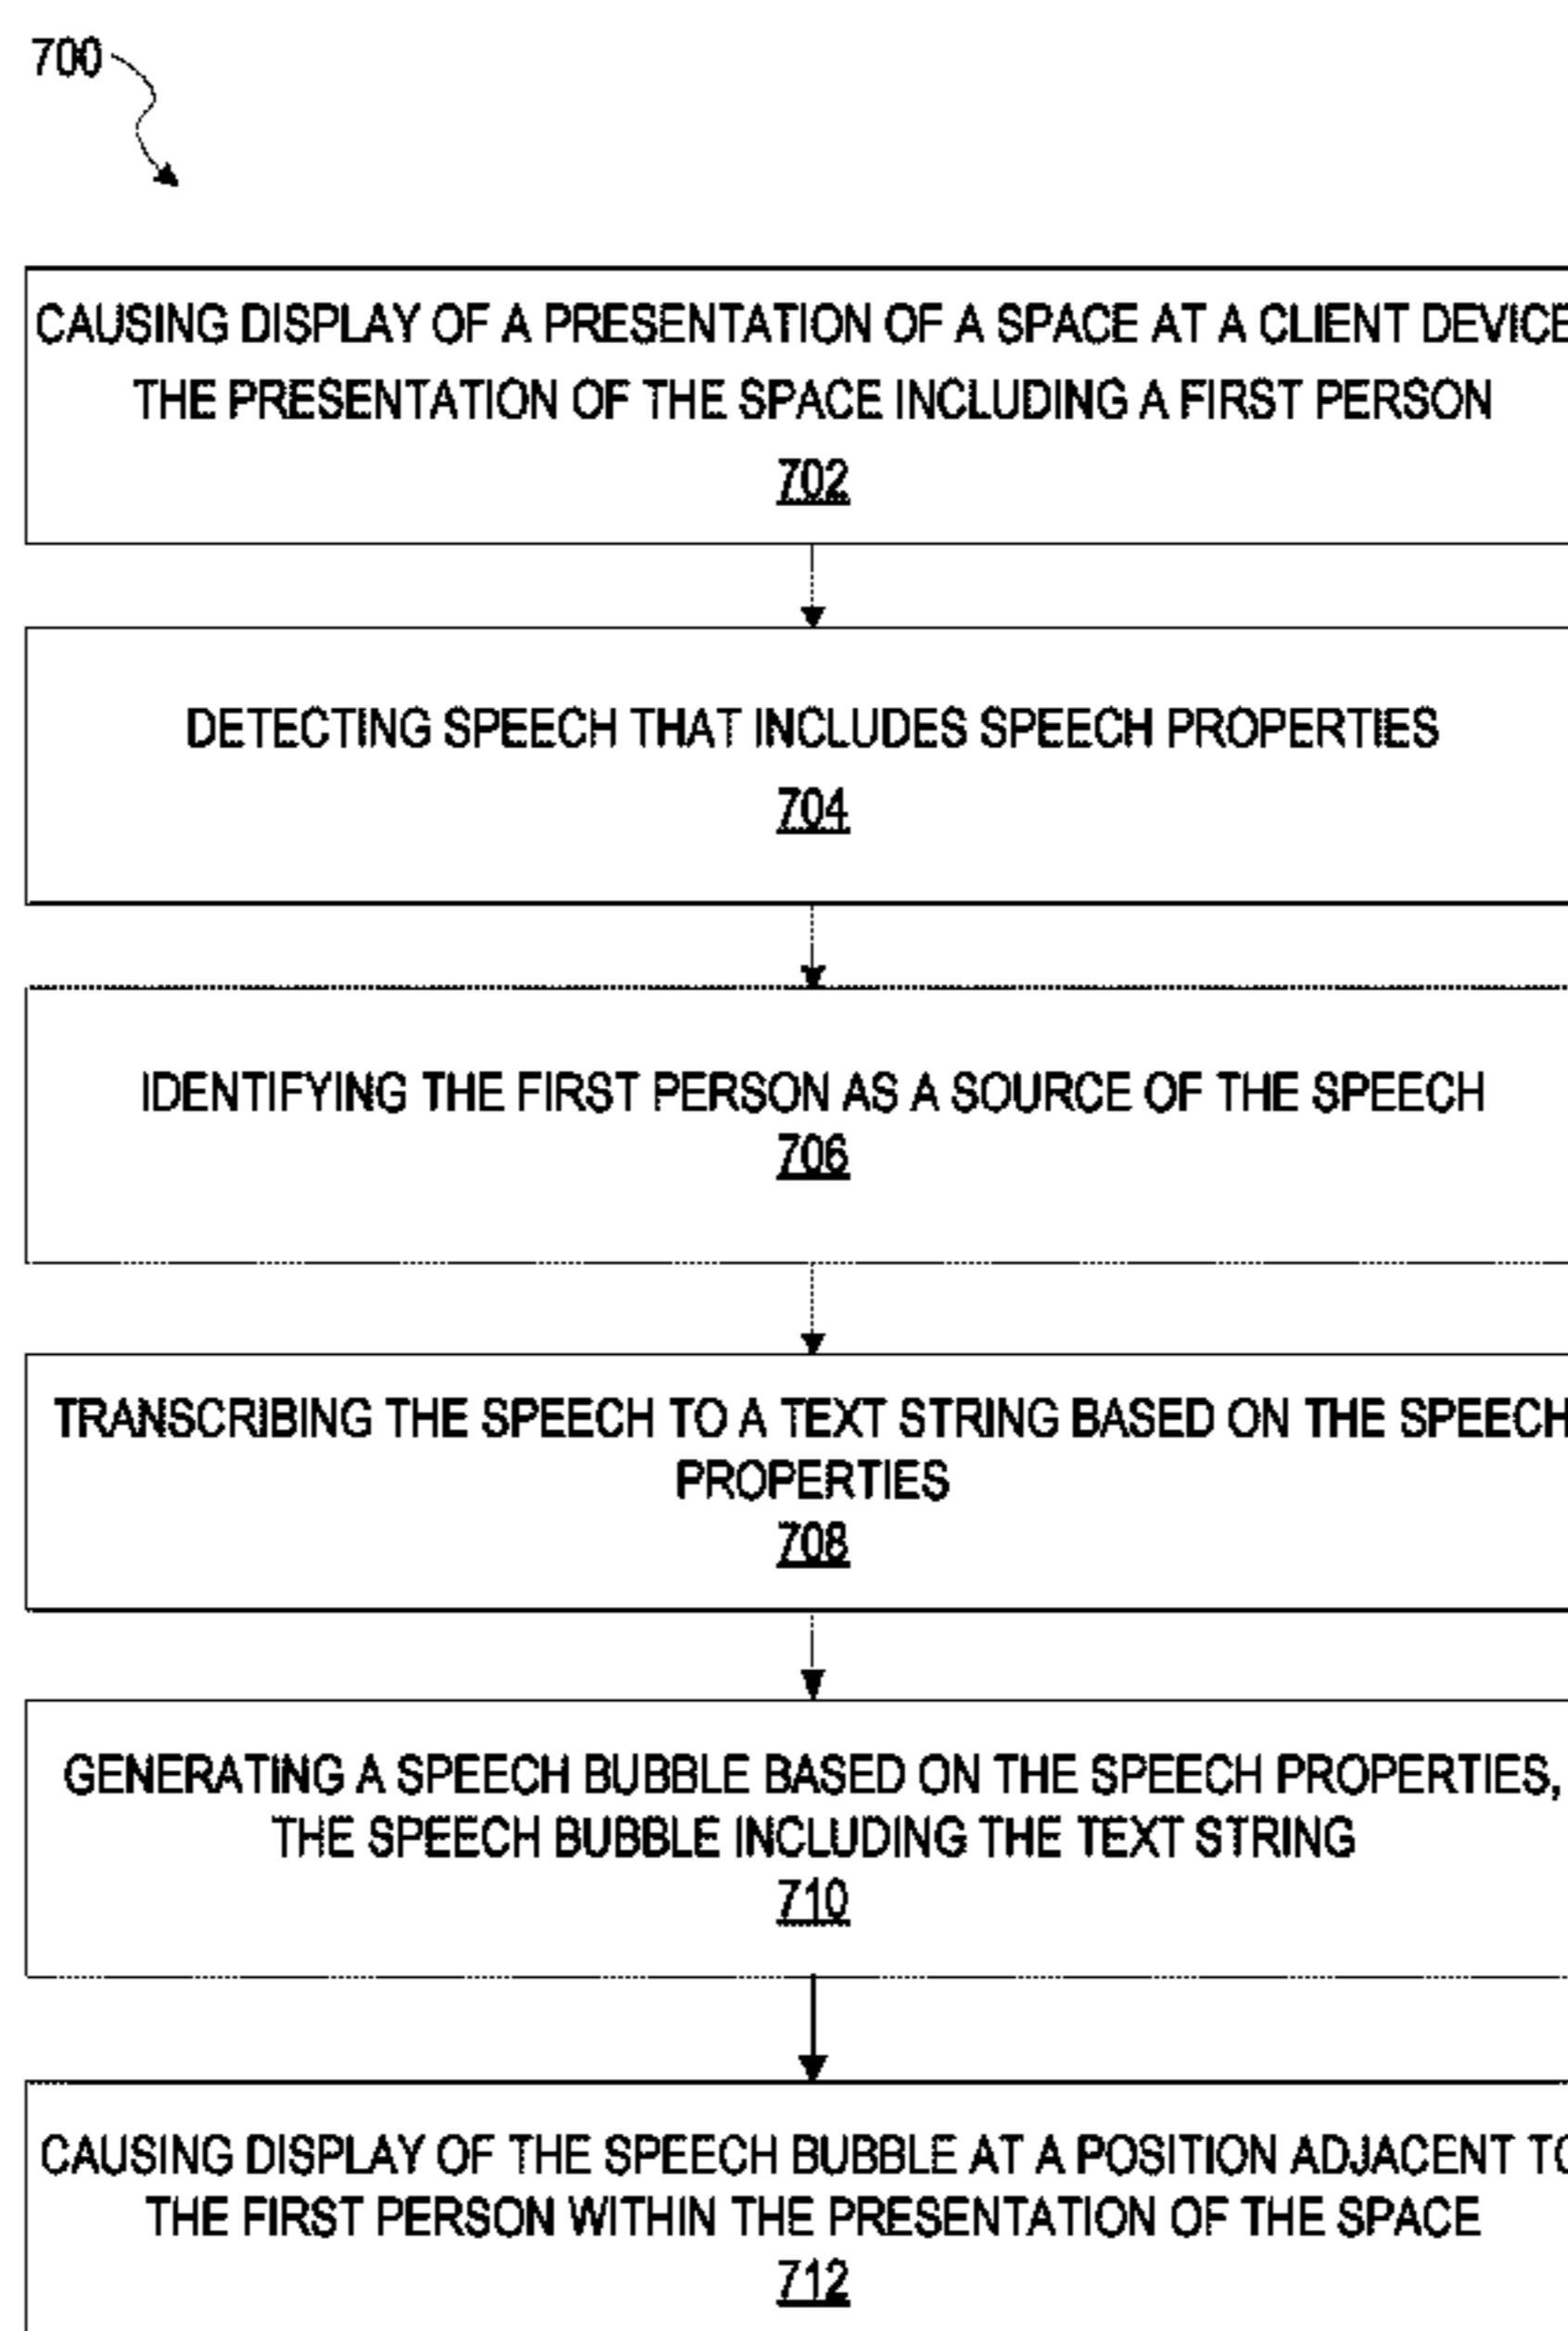 700
CAUSING DISPLAY OF A PRESENTATION OF A SPACE AT A CLIENT DEVICE
THE PRESENTATION OF THE SPACE INCLUDING A FIRST PERSON
702
DETECTING SPEECH THAT INCLUDES SPEECH PROPERTIES
704
IDENTIFYING THE FIRST PERSON AS A SOURCE OF THE SPEECH
706
TRANSCRIBING THE SPEECH TO A TEXT STRING BASED ON THE SPEECH
PROPERTIES
708
GENERATING A SPEECH BUBBLE BASED ON THE SPEECH PROPERTIES,
THE SPEECH BUBBLE INCLUDING THE TEXT STRING
710
CAUSING DISPLAY OF THE SPEECH BUBBLE AT A POSITION ADJACENT TO
THE FIRST PERSON WITHIN THE PRESENTATION OF THE SPACE
712